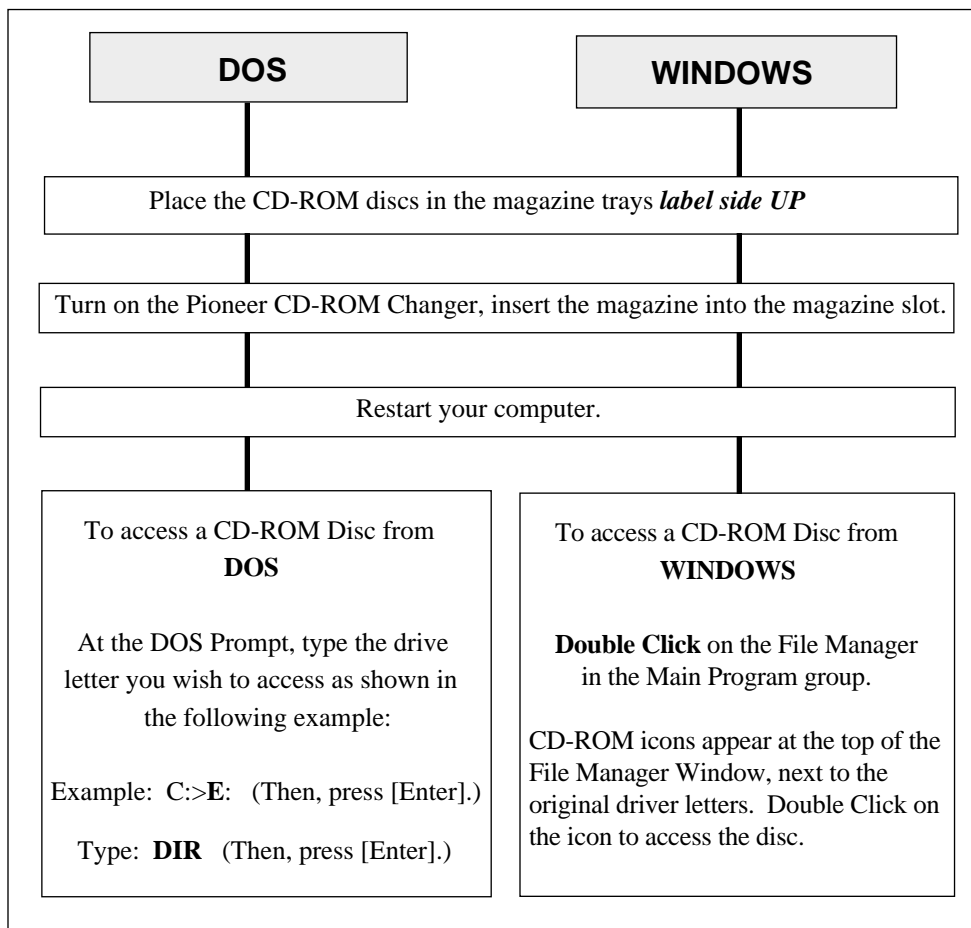 DOS
WINDOWS
Place the CD-ROM discs in the magazine trays label side UP
Turn on the Pioneer CD-ROM Changer, insert the magazine into the magazine slot.
Restart your computer.
To access a CD-ROM Disc from
DOS
At the DOS Prompt, type the drive
letter you wish to access as shown in
the following example:
Example: C:>E: (Then, press [Enter].)
Type: DIR (Then, press [Enter].)
To access a CD-ROM Disc from
WINDOWS
Double Click on the File Manager
in the Main Program group.
CD-ROM icons appear at the top of the
File Manager Window, next to the
original driver letters. Double Click on
the icon to access the disc.